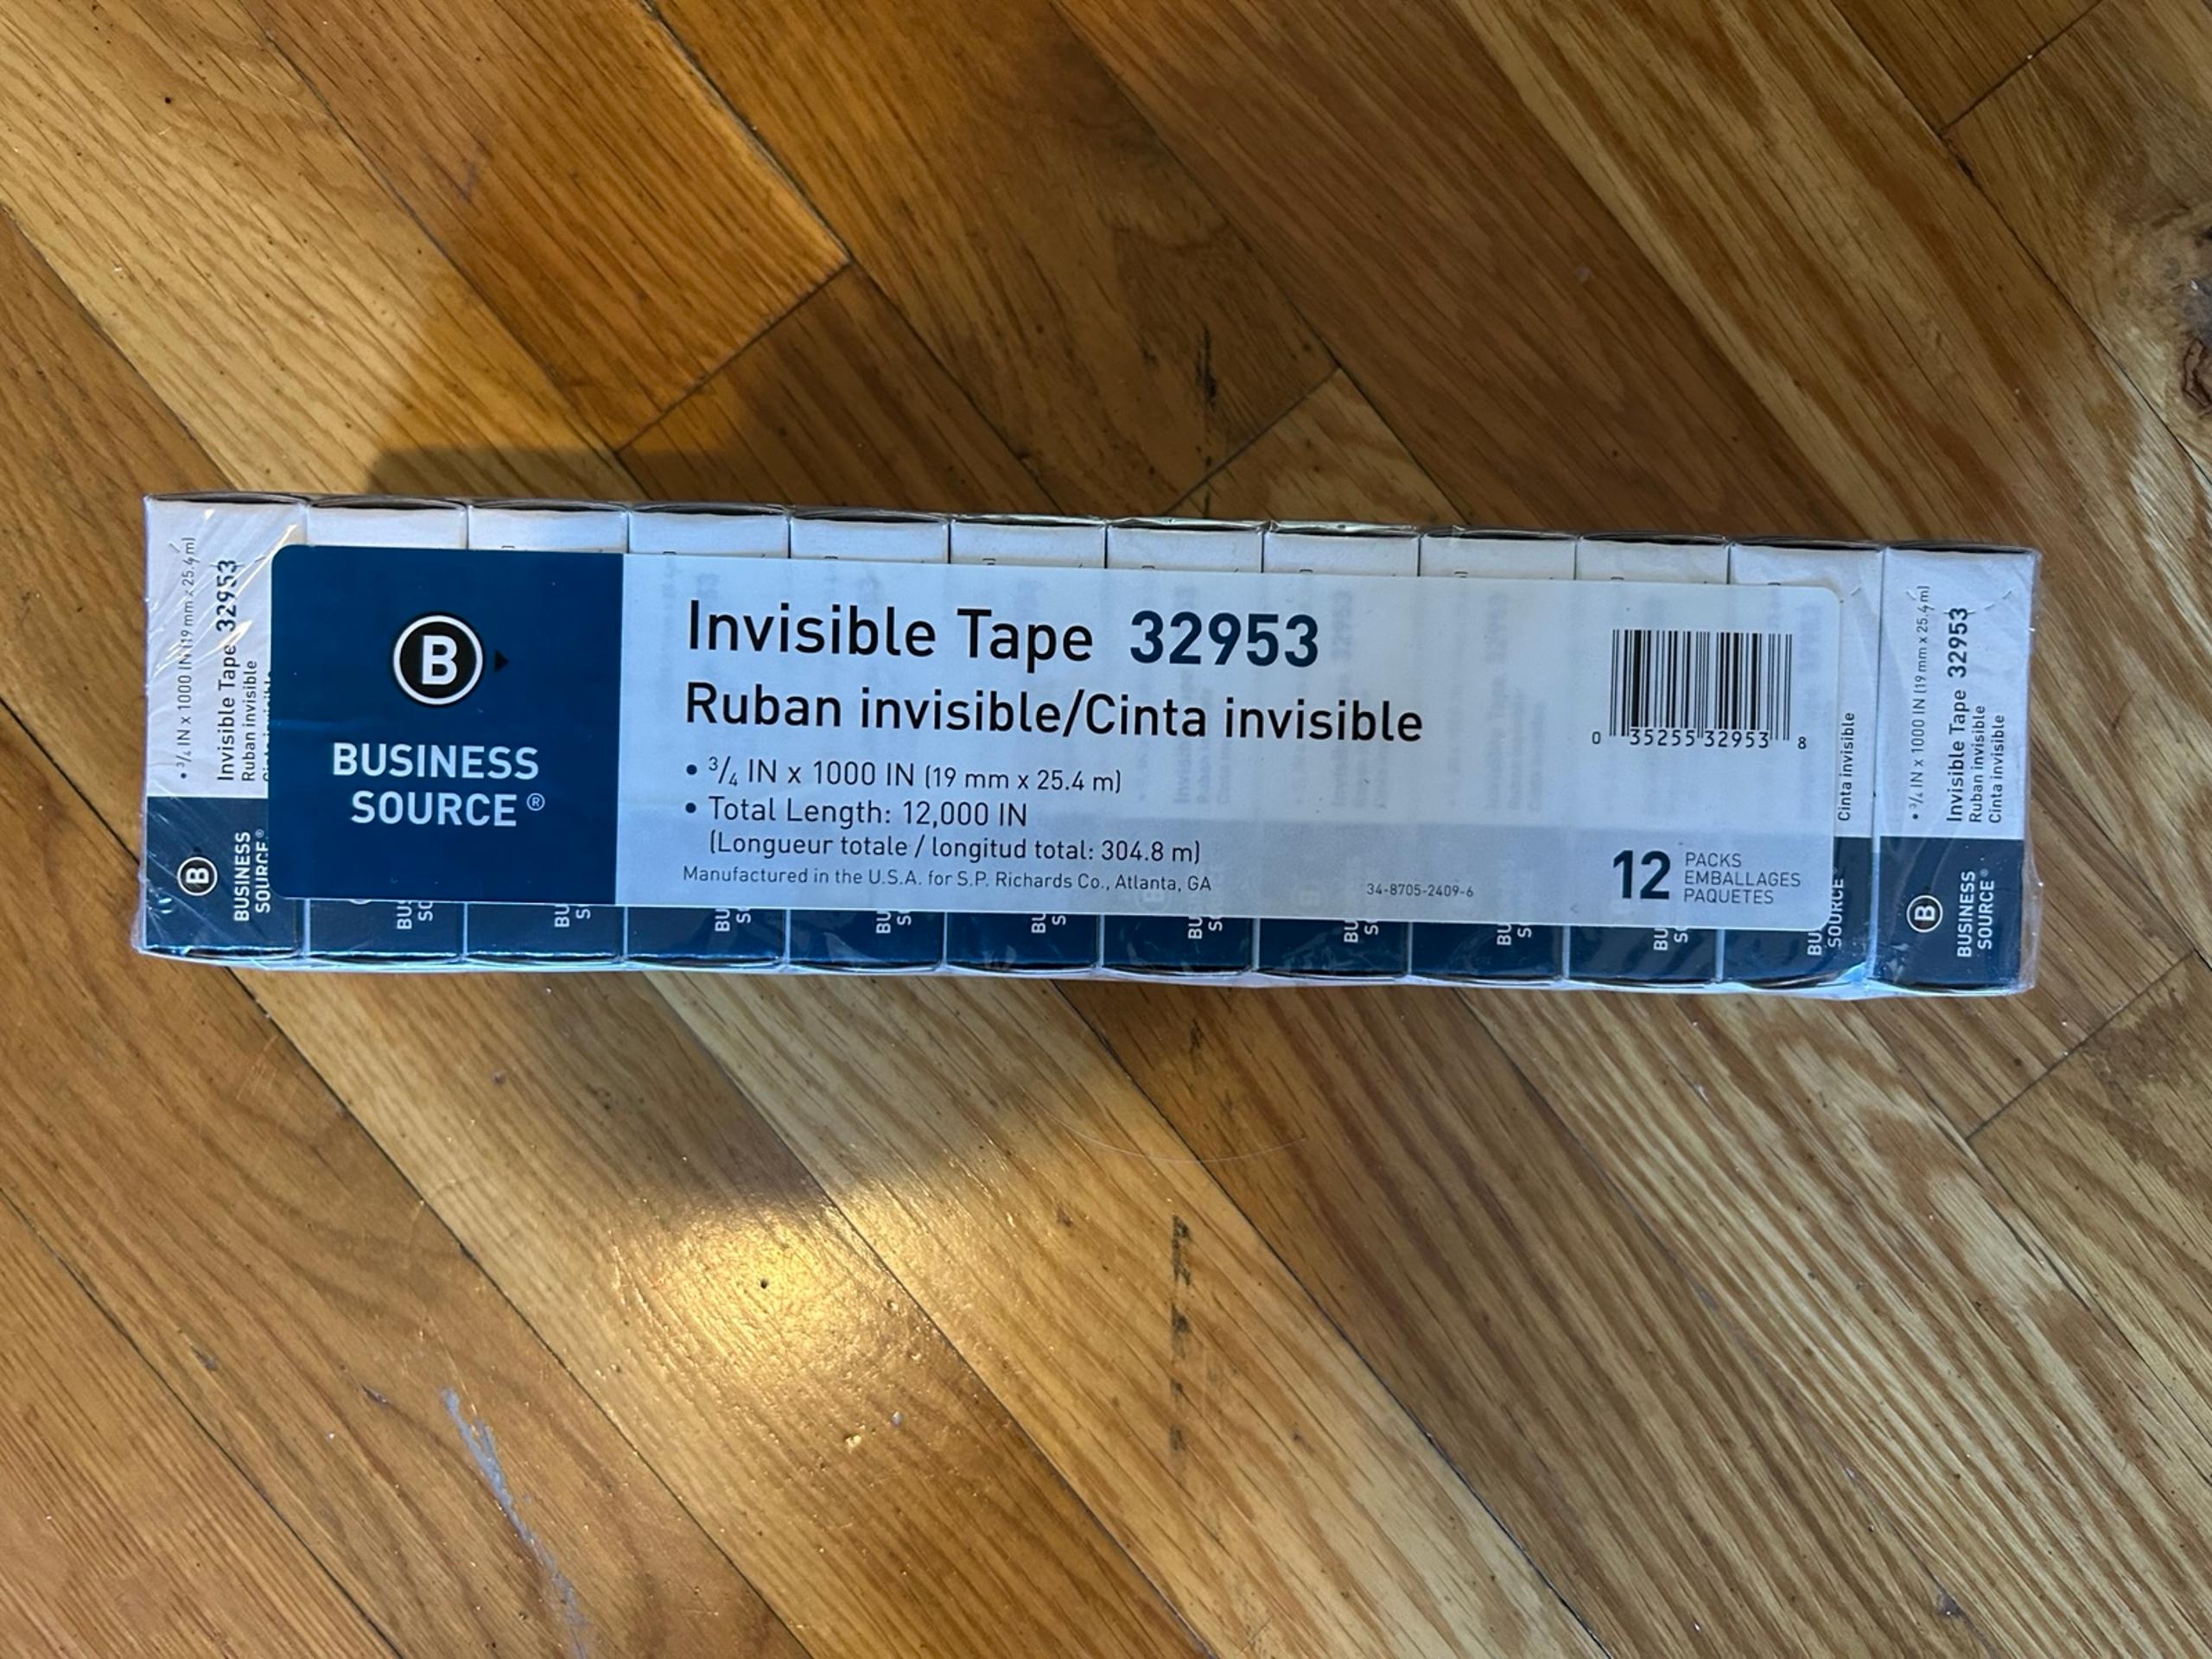 B
BUSINESS
SOURCE®
Invisible Tape 32953
Ruban invisible/Cinta invisible
• 3/4 IN x 1000 IN (19 mm x 25.4 m)
• Total Length: 12,000 IN
(Longueur totale / longitud total: 304.8 m)
Manufactured in the U.S.A. for S.P. Richards Co., Atlanta, GA
34-8705-2409-6
0 35255 32953 8
12 PACKS
EMBALLAGES
PAQUETES
• 3/4 IN x 1000 IN (19 mm x 25.4 m)
Invisible Tape 32953
Ruban invisible
B
BUSINESS
SOURCE®
Cinta invisible
SOURCE
• 3/4 IN x 1000 IN (19 mm x 25.4 m)
Invisible Tape 32953
Ruban invisible
Cinta invisible
B
BUSINESS
SOURCE®